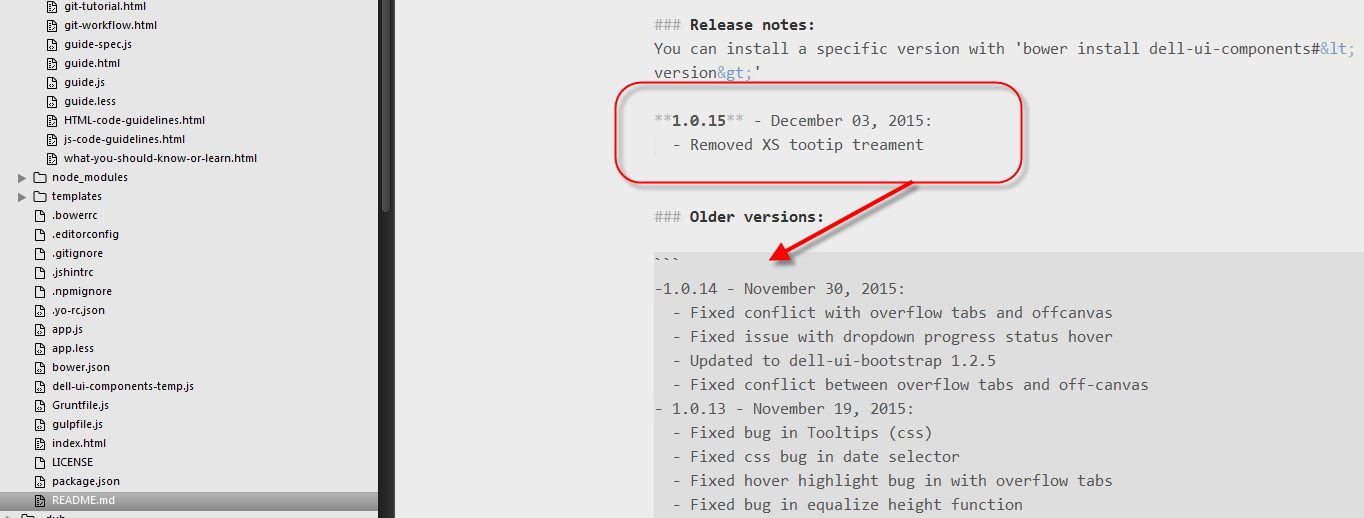 git-tutorial.html
git-workflow.html
guide-spec.js
guide.html
guide.js
guide.less
HTML-code-guidelines.html
js-code-guidelines.html
what-you-should-know-or-learn.html
node_modules
templates
.bowerrc
.editorconfig
.gitignore
.jshintrc
.npmignore
.yo-rc.json
app.js
app.less
bower.json
dell-ui-components-temp.js
Gruntfile.js
gulpfile.js
index.html
LICENSE
package.json
README.md
### Release notes:
You can install a specific version with 'bower install dell-ui-components#&lt;
version&gt;'
**1.0.15** - December 03, 2015:
- Removed XS tootip treament
### Older versions:
```
-1.0.14 - November 30, 2015:
- Fixed conflict with overflow tabs and offcanvas
- Fixed issue with dropdown progress status hover
- Updated to dell-ui-bootstrap 1.2.5
- Fixed conflict between overflow tabs and off-canvas
- 1.0.13 - November 19, 2015:
- Fixed bug in Tooltips (css)
- Fixed css bug in date selector
- Fixed hover highlight bug in with overflow tabs
- Fixed bug in equalize height function